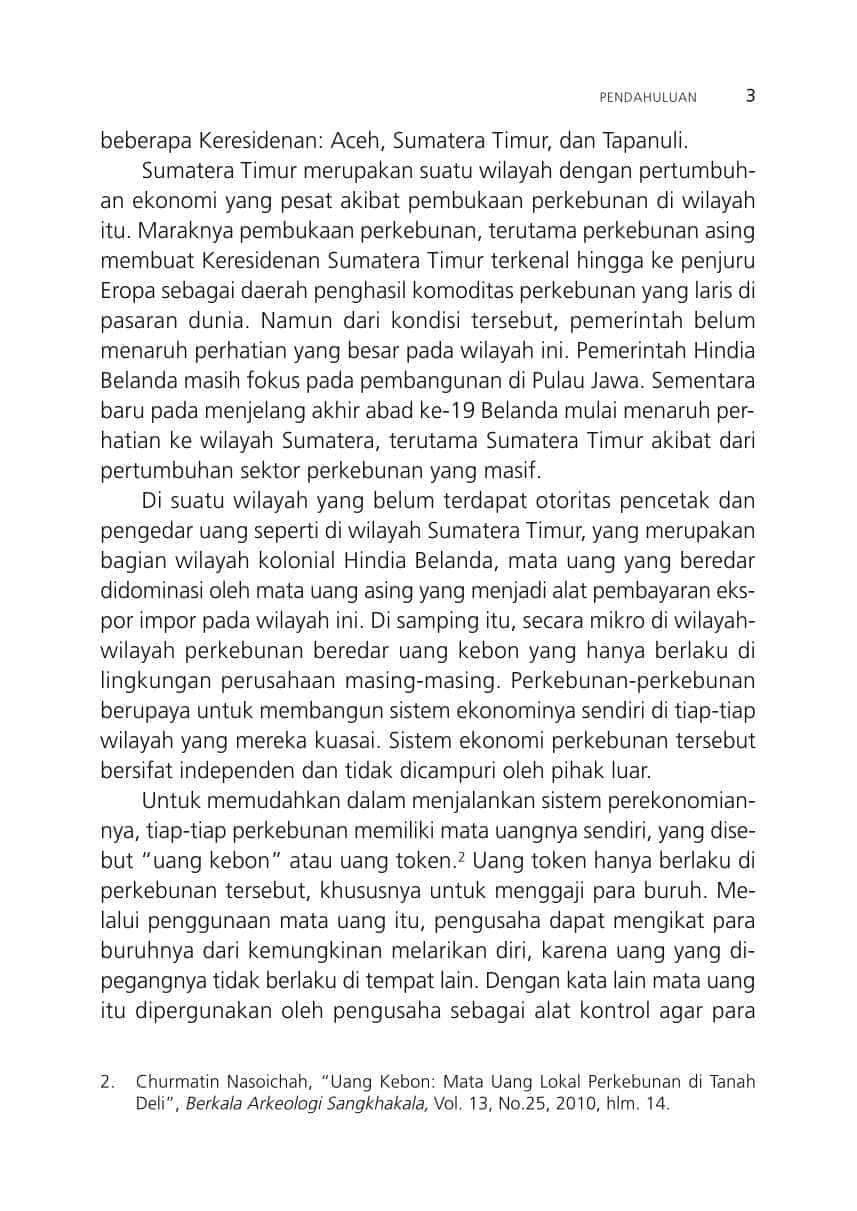 PENDAHULUAN 3
beberapa Keresidenan: Aceh, Sumatera Timur, dan Tapanuli.
Sumatera Timur merupakan suatu wilayah dengan pertumbuh-
an ekonomi yang pesat akibat pembukaan perkebunan di wilayah
itu. Maraknya pembukaan perkebunan, terutama perkebunan asing
membuat Keresidenan Sumatera Timur terkenal hingga ke penjuru
Eropa sebagai daerah penghasil komoditas perkebunan yang laris di
pasaran dunia. Namun dari kondisi tersebut, pemerintah belum
menaruh perhatian yang besar pada wilayah ini. Pemerintah Hindia
Belanda masih fokus pada pembangunan di Pulau Jawa. Sementara
baru pada menjelang akhir abad ke-19 Belanda mulai menaruh per-
hatian ke wilayah Sumatera, terutama Sumatera Timur akibat dari
pertumbuhan sektor perkebunan yang masif.
Di suatu wilayah yang belum terdapat otoritas pencetak dan
pengedar uang seperti di wilayah Sumatera Timur, yang merupakan
bagian wilayah kolonial Hindia Belanda, mata uang yang beredar
didominasi oleh mata uang asing yang menjadi alat pembayaran eks-
por impor pada wilayah ini. Di samping itu, secara mikro di wilayah-
wilayah perkebunan beredar uang kebon yang hanya berlaku di
lingkungan perusahaan masing-masing. Perkebunan-perkebunan
berupaya untuk membangun sistem ekonominya sendiri di tiap-tiap
wilayah yang mereka kuasai. Sistem ekonomi perkebunan tersebut
bersifat independen dan tidak dicampuri oleh pihak luar.
Untuk memudahkan dalam menjalankan sistem perekonomian-
nya, tiap-tiap perkebunan memiliki mata uangnya sendiri, yang dise-
but “uang kebon” atau uang token.² Uang token hanya berlaku di
perkebunan tersebut, khususnya untuk menggaji para buruh. Me-
lalui penggunaan mata uang itu, pengusaha dapat mengikat para
buruhnya dari kemungkinan melarikan diri, karena uang yang di-
pegangnya tidak berlaku di tempat lain. Dengan kata lain mata uang
itu dipergunakan oleh pengusaha sebagai alat kontrol agar para
2. Churmatin Nasoichah, “Uang Kebon: Mata Uang Lokal Perkebunan di Tanah
Deli”, Berkala Arkeologi Sangkhakala, Vol. 13, No.25, 2010, hlm. 14.